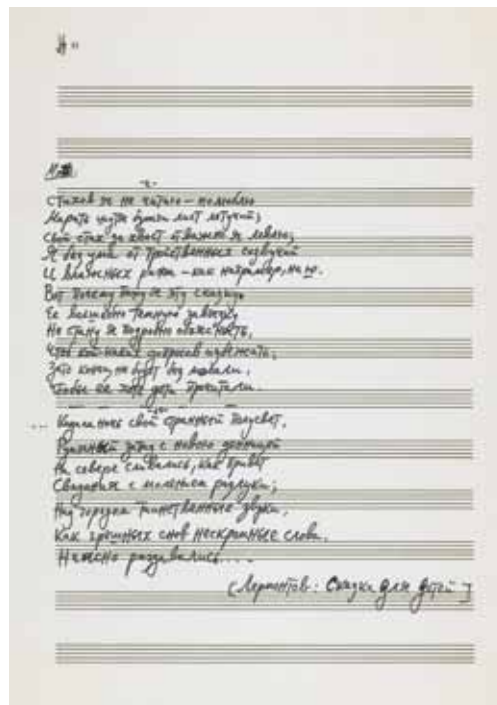 Стихов я не читаю – но люблю
Марать шутя бумаги лист летучий;
Свой стих за хвост отважно я ловлю;
Я без ума от тройственных созвучий
И влажных рифм – как например, на ю.
Вот почему пишу я эту сказку.
Ее волшебно темную завязку
Не стану я подробно объяснять,
Чтоб кой-каких допросов избежать;
Зато конец не будет без морали,
Чтобы ее хоть дети прочитали.
... Кидала ночь свой странный полусвет,
Румяный запад с новою денницей
На севере сливались, как привет
Свидания с молением разлуки;
Над городом таинственные звуки,
Как грешных снов нескромные слова,
Неясно раздавались....
[Лермонтов: Сказка для детей]